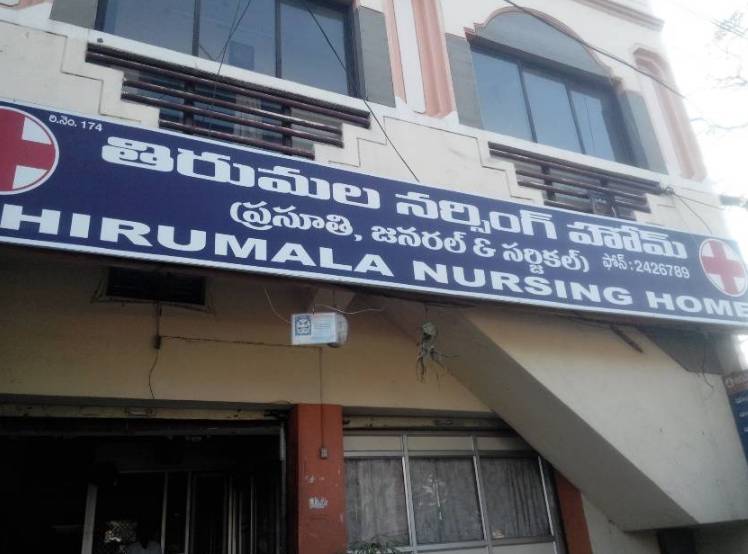 రి.నెం. 174
తిరుమల నర్సింగ్ హోమ్
(ప్రసూతి, జనరల్ & సర్జికల్) ఫోన్ : 2426789
HIRUMALA NURSING HOME